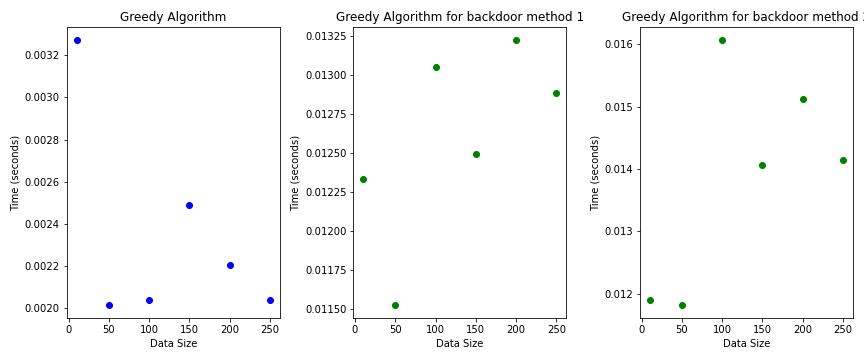 Greedy Algorithm
0.0032
0.0030
0.0028
0.0026
0.0024
0.0022
0.0020
Time (seconds)
0 50 100 150 200 250
Data Size
Greedy Algorithm for backdoor method 1
0.01325
0.01300
0.01275
0.01250
0.01225
0.01200
0.01175
0.01150
Time (seconds)
0 50 100 150 200 250
Data Size
Greedy Algorithm for backdoor method
0.016
0.015
0.014
0.013
0.012
Time (seconds)
0 50 100 150 200 250
Data Size